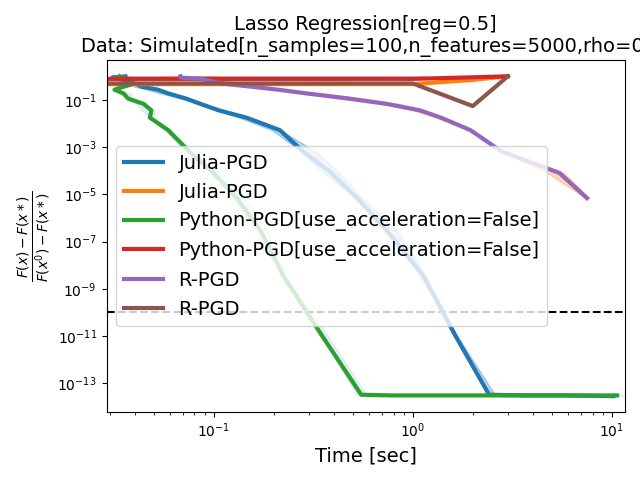 Lasso Regression[reg=0.5]
Data: Simulated[n_samples=100,n_features=5000,rho=0
10⁻¹
10⁻³
10⁻⁵
10⁻⁷
10⁻⁹
10⁻¹¹
10⁻¹³
F(x) − F(x*)
F(x⁰) − F(x*)
Julia-PGD
Julia-PGD
Python-PGD[use_acceleration=False]
Python-PGD[use_acceleration=False]
R-PGD
R-PGD
10⁻¹
10⁰
10¹
Time [sec]